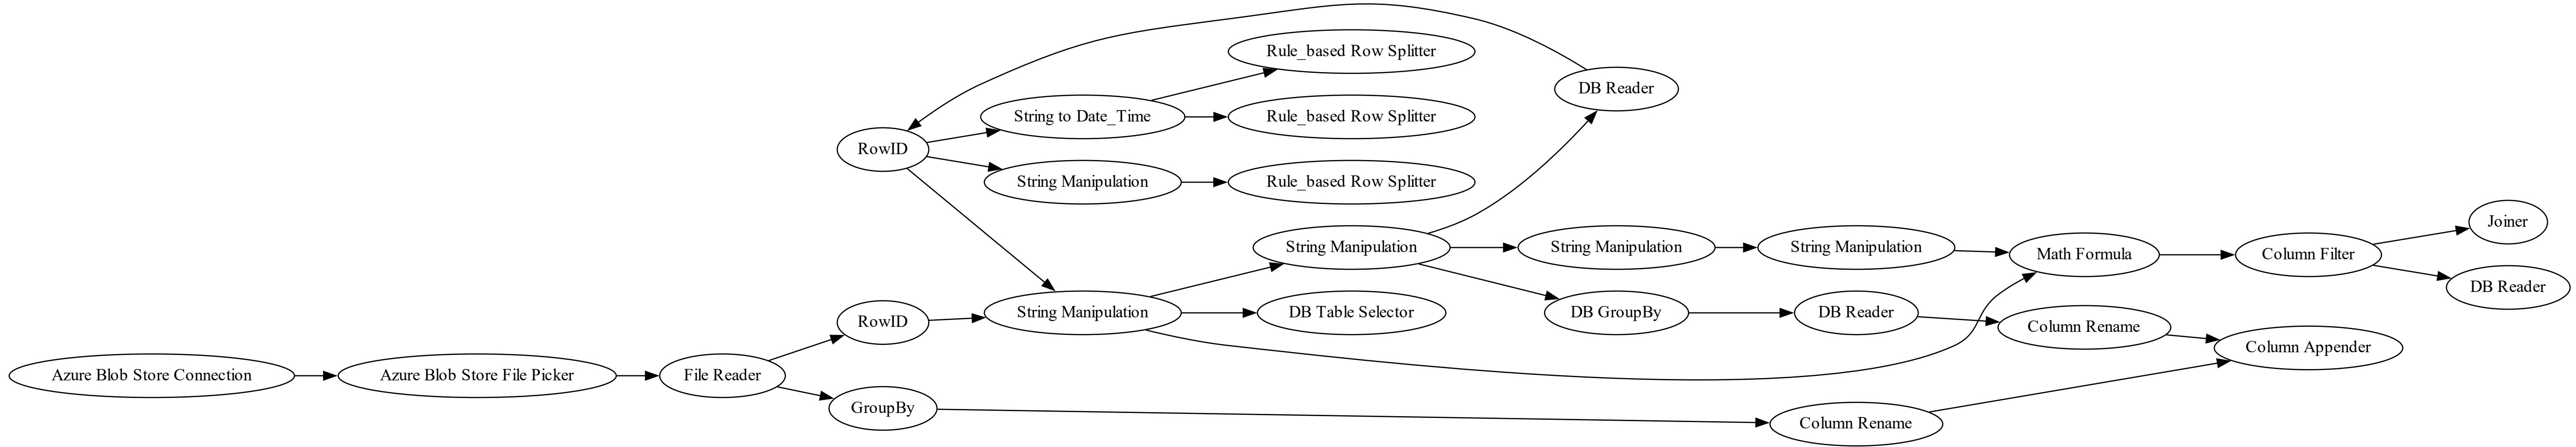 Rule_based Row Splitter
DB Reader
String to Date_Time
Rule_based Row Splitter
RowID
String Manipulation
Rule_based Row Splitter
Joiner
String Manipulation
String Manipulation
String Manipulation
Math Formula
Column Filter
DB Reader
RowID
String Manipulation
DB Table Selector
DB GroupBy
DB Reader
Column Rename
Column Appender
Azure Blob Store Connection
Azure Blob Store File Picker
File Reader
GroupBy
Column Rename